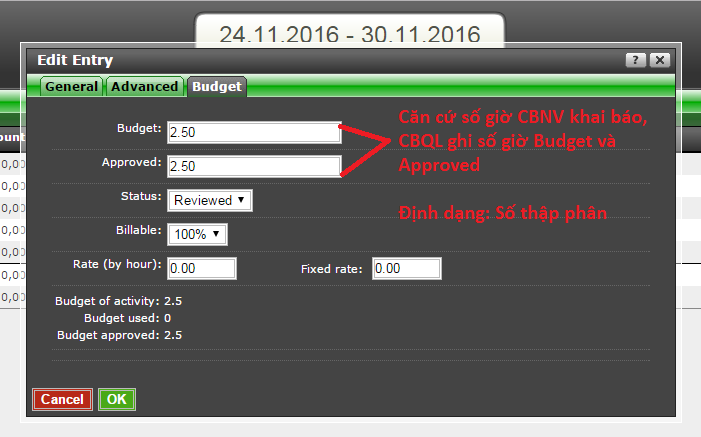 24.11.2016 - 30.11.2016
Edit Entry
?
General Advanced Budget
Budget: 2.50
Căn cứ số giờ CBNV khai báo,
CBQL ghi số giờ Budget và
Approved: 2.50
Approved
Status: Reviewed
Định dạng: Số thập phân
Billable: 100%
Rate (by hour): 0.00 Fixed rate: 0.00
Budget of activity: 2.5
Budget used: 0
Budget approved: 2.5
Cancel OK